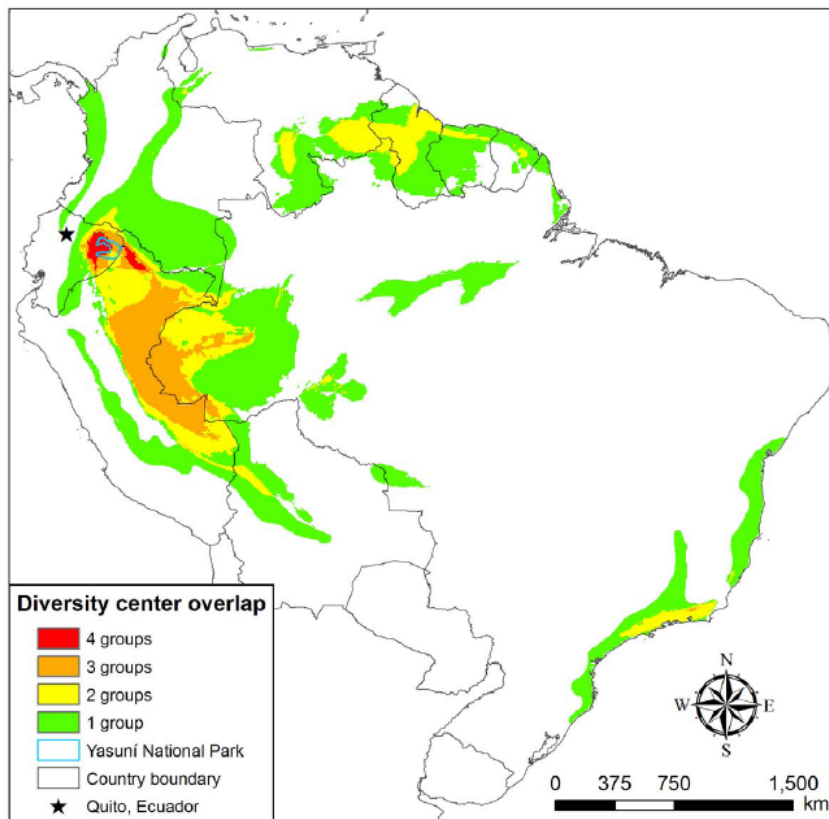 Diversity center overlap
4 groups
3 groups
2 groups
1 group
Yasuní National Park
Country boundary
Quito, Ecuador
N
W E
S
0 375 750 1,500
km